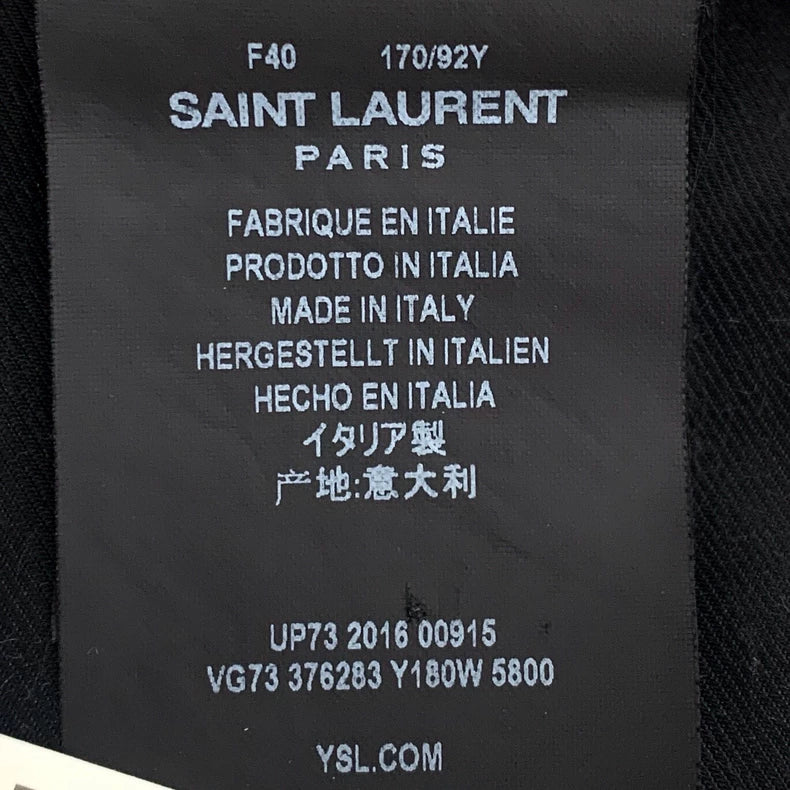 F40 170/92Y
SAINT LAURENT
PARIS
FABRIQUE EN ITALIE
PRODOTTO IN ITALIA
MADE IN ITALY
HERGESTELLT IN ITALIEN
HECHO EN ITALIA
イタリア製
产地:意大利
UP73 2016 00915
VG73 376283 Y180W 5800
YSL.COM